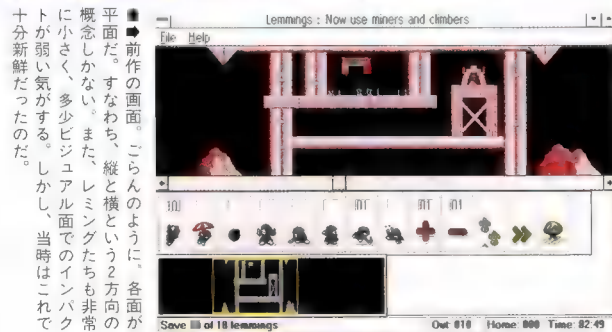 ●➡前作の画面。ごらんのように、各面が
平面だ。すなわち、縦と横という2方向の
概念しかない。また、レミングたちも非常
に小さく、多少ビジュアル面でのインパク
トが弱い気がする。しかし、当時はこれで
十分新鮮だったのだ。
Lemmings : Now use miners and climbers
File Help
Save of 10 lemmings
Out 010 Home: 000 Time: 02:49